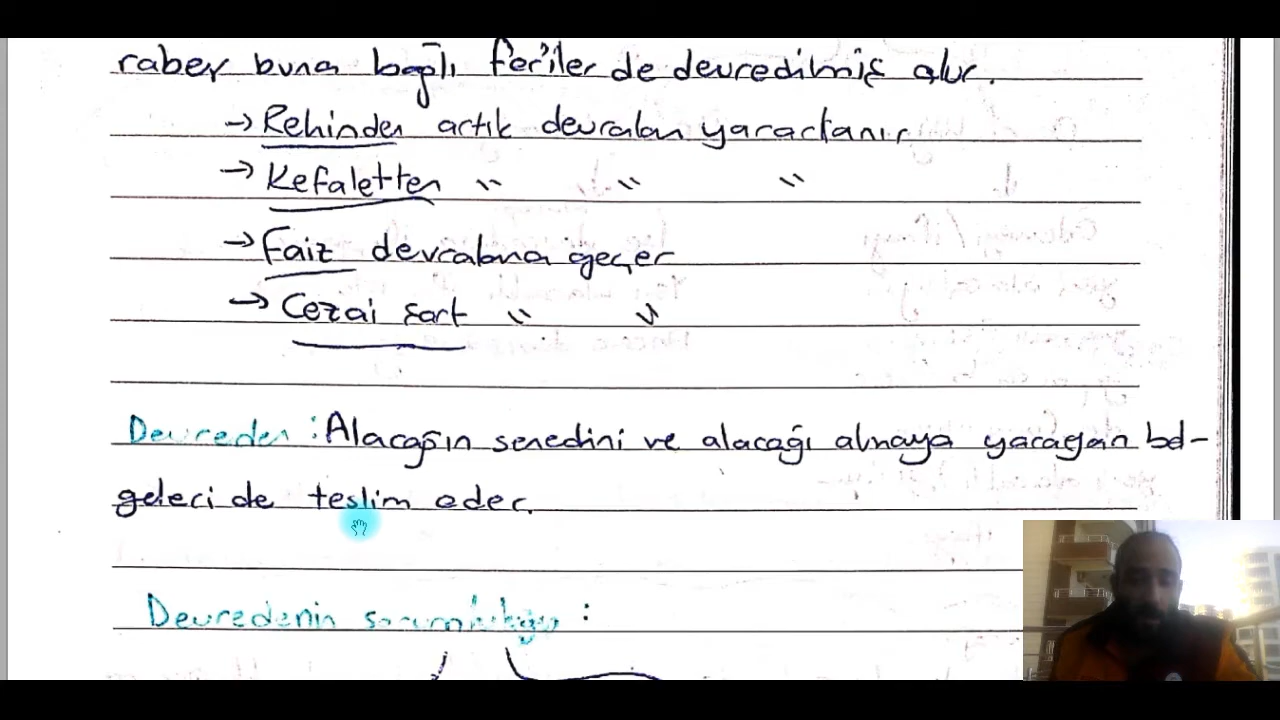 raber buna bağlı fer'iler de devredilmiş olur.
→ Rehinden artık devralan yararlanır
→ Kefaletten " " "
→ Faiz devralana geçer
→ Cezai şart " "
Devreden : Alacağın senedini ve alacağı almaya yarayan bel-
geleri de teslim eder.
Devredenin sorumluluğu :